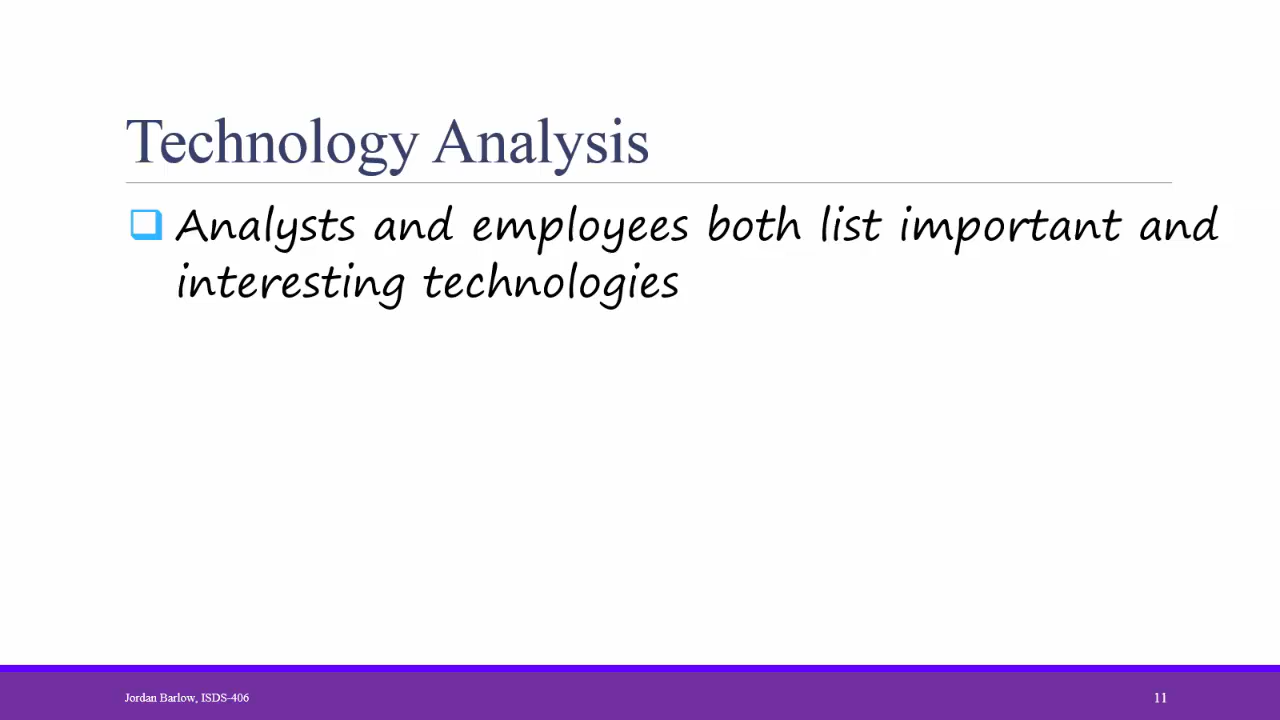 Technology Analysis
Analysts and employees both list important and
interesting technologies
Jordan Barlow, ISDS-406
11